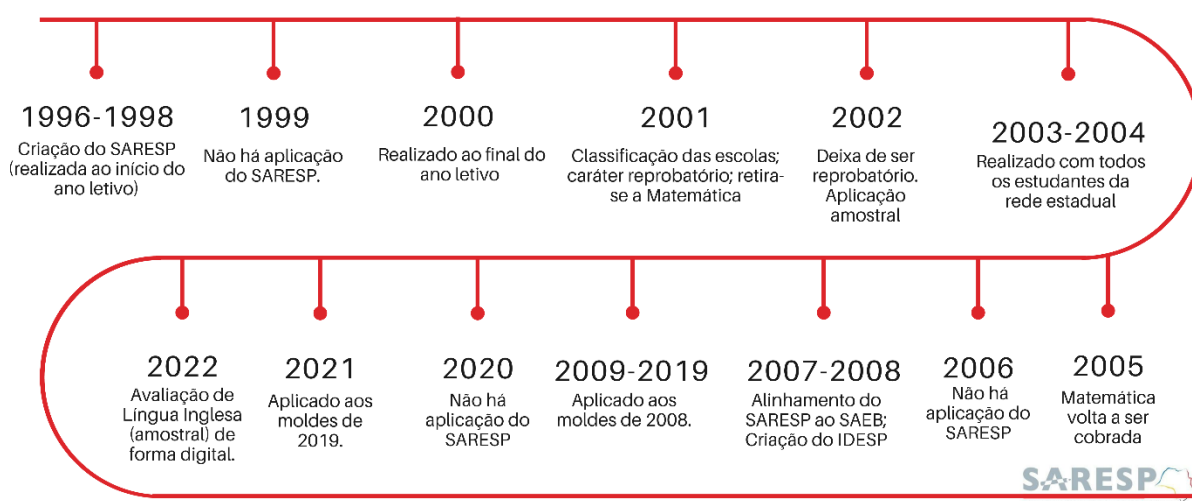 1996-1998
Criação do SARESP
(realizada ao início do
ano letivo)
1999
Não há aplicação
do SARESP.
2000
Realizado ao final do
ano letivo
2001
Classificação das escolas;
caráter reprobatório; retira-
se a Matemática
2002
Deixa de ser
reprobatório.
Aplicação
amostral
2003-2004
Realizado com todos
os estudantes da
rede estadual
2005
Matemática
volta a ser
cobrada
2006
Não há
aplicação do
SARESP
2007-2008
Alinhamento do
SARESP ao SAEB;
Criação do IDESP
2009-2019
Aplicado aos
moldes de 2008.
2020
Não há
aplicação do
SARESP
2021
Aplicado aos
moldes de
2019.
2022
Avaliação de
Língua Inglesa
(amostral) de
forma digital.
SARESP